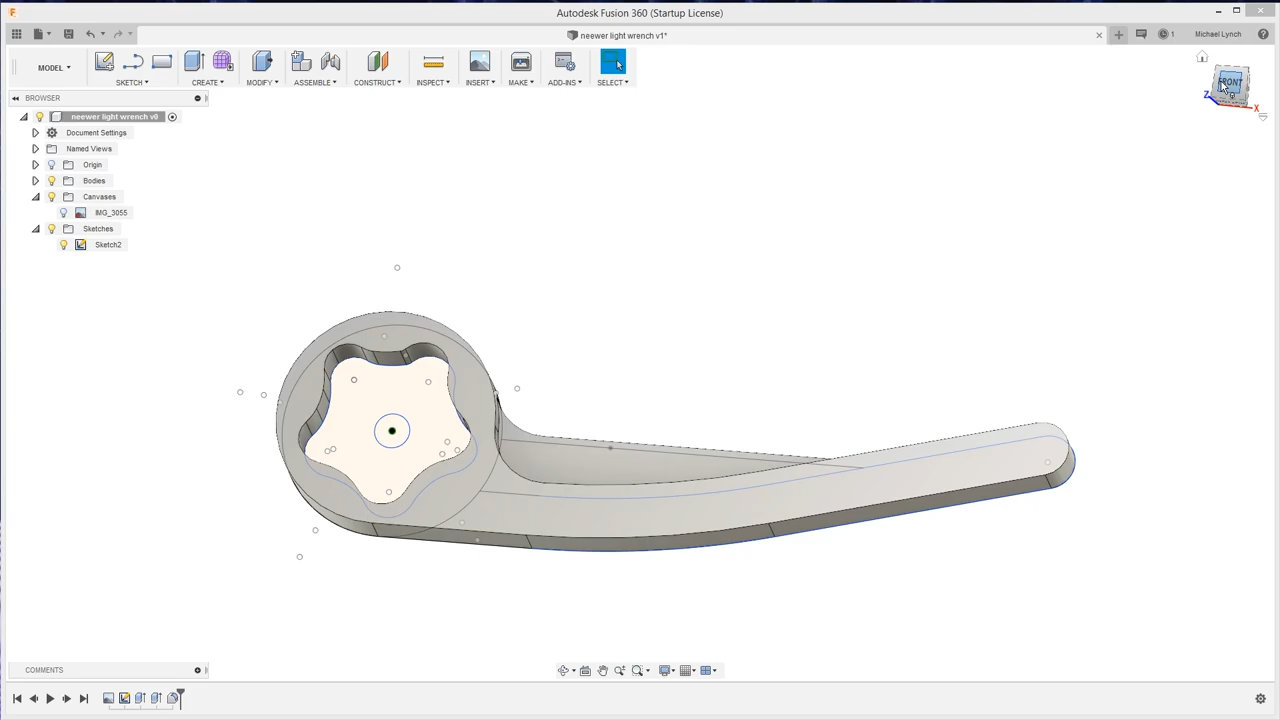 Autodesk Fusion 360 (Startup License)
neewer light wrench v1*
1
Michael Lynch
MODEL
SKETCH
CREATE
MODIFY
ASSEMBLE
CONSTRUCT
INSPECT
INSERT
MAKE
ADD-INS
SELECT
BROWSER
neewer light wrench v0
Document Settings
Named Views
Origin
Bodies
Canvases
IMG_3055
Sketches
Sketch2
FRONT
Z
X
COMMENTS